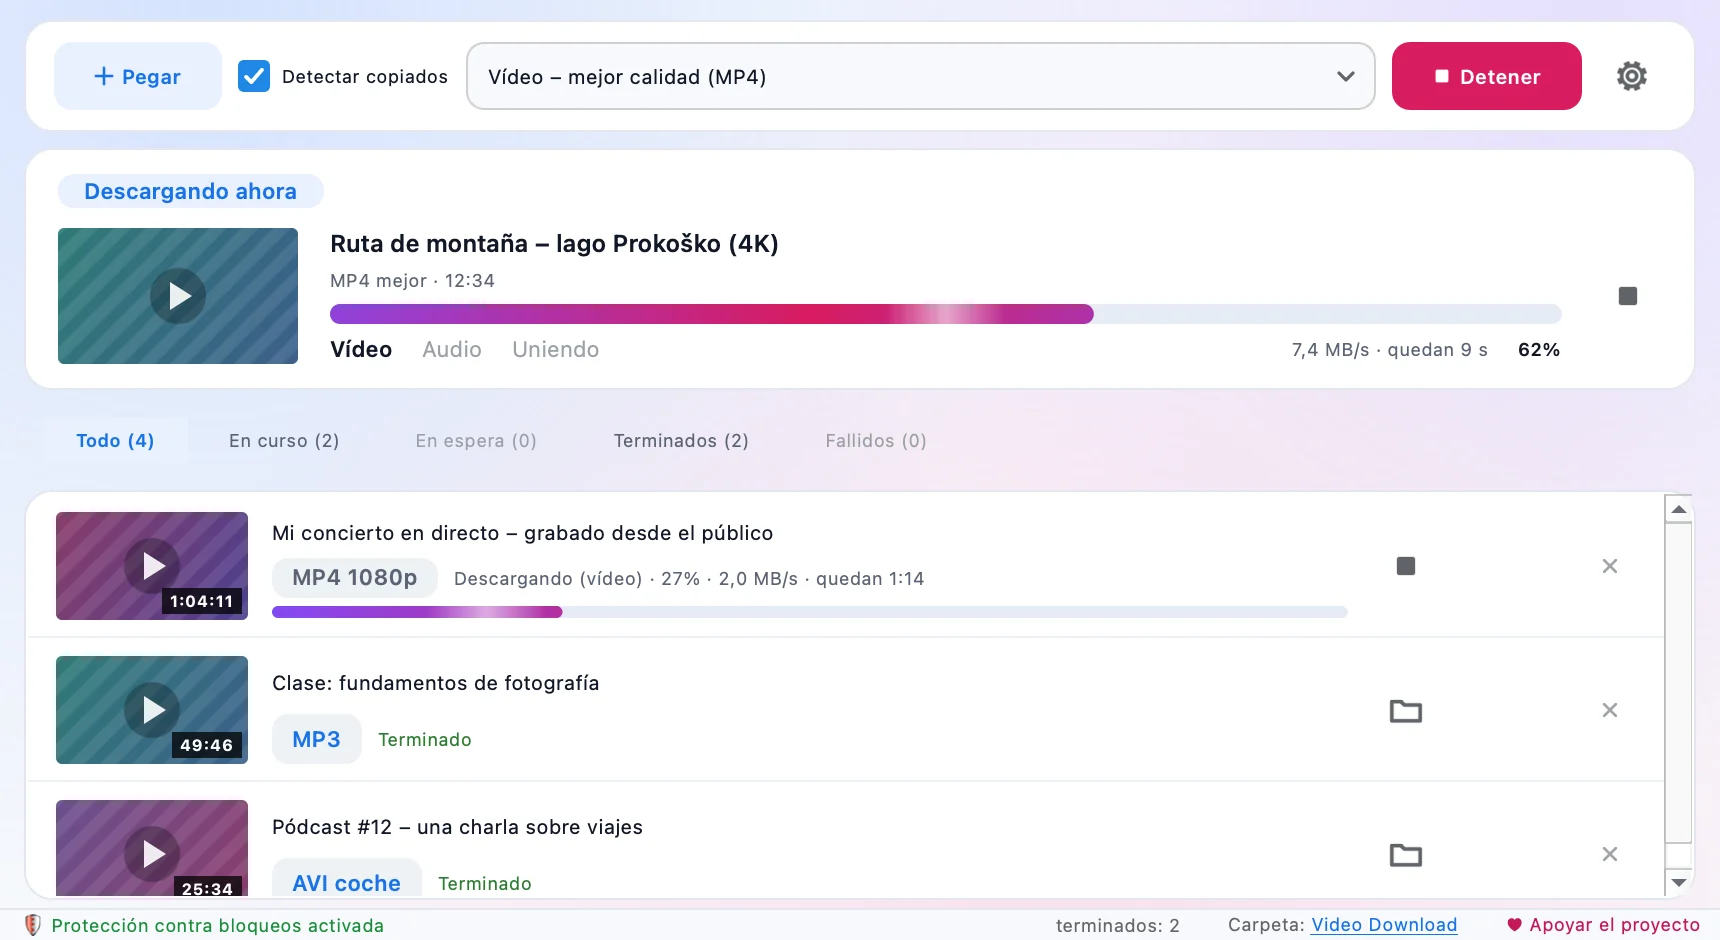 Pegar
Detectar copiados
Vídeo – mejor calidad (MP4)
Detener
Descargando ahora
Ruta de montaña – lago Prokoško (4K)
MP4 mejor · 12:34
Vídeo Audio Uniendo
7,4 MB/s · quedan 9 s 62%
Todo (4) En curso (2) En espera (0) Terminados (2) Fallidos (0)
Mi concierto en directo – grabado desde el público
MP4 1080p Descargando (vídeo) · 27% · 2,0 MB/s · quedan 1:14
1:04:11
Clase: fundamentos de fotografía
MP3 Terminado
49:46
Pódcast #12 – una charla sobre viajes
AVI coche Terminado
25:34
Protección contra bloqueos activada
terminados: 2
Carpeta: Video Download
Apoyar el proyecto